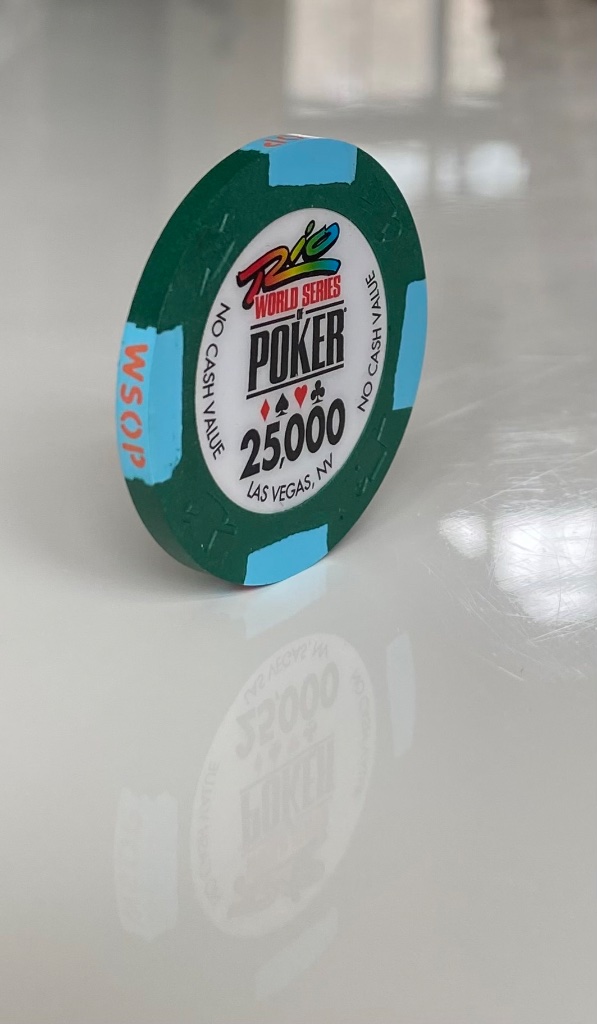 Rio
WORLD SERIES
OF
POKER
25,000
LAS VEGAS, NV
NO CASH VALUE
NO CASH VALUE
WSOP